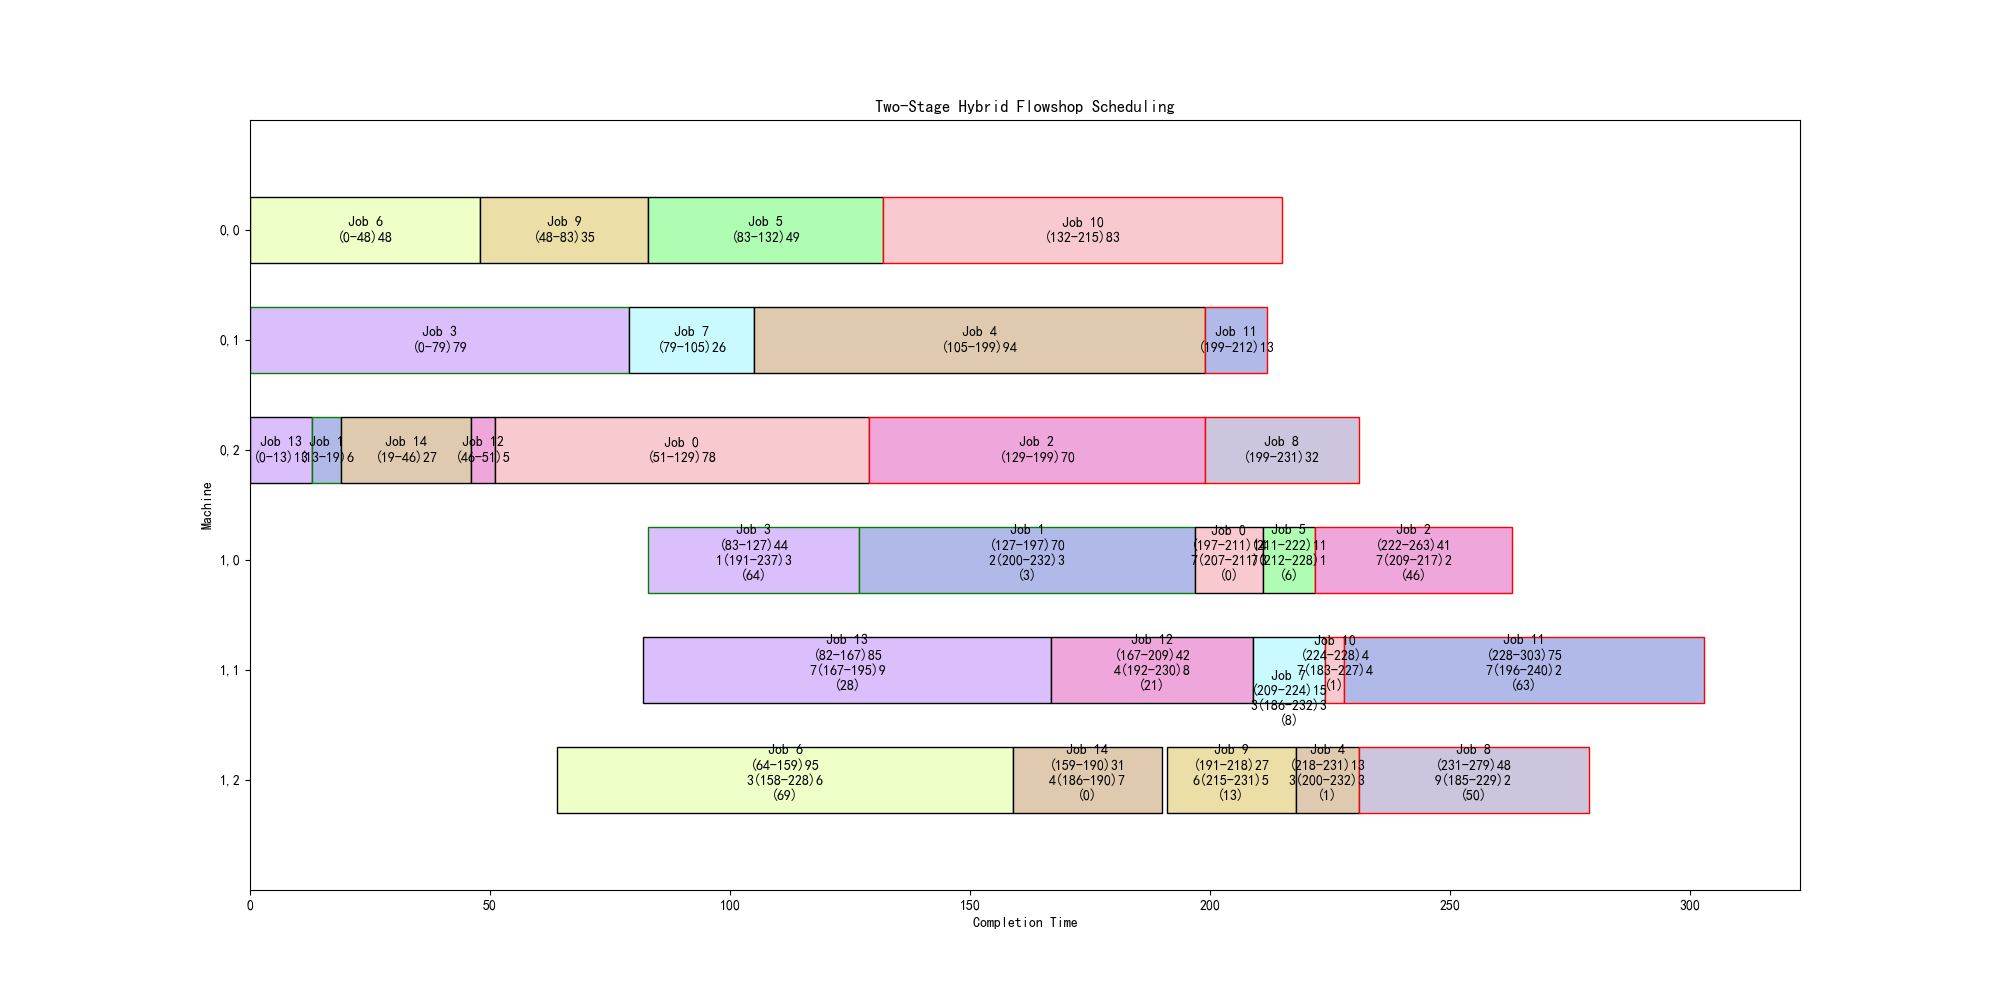 Two-Stage Hybrid Flowshop Scheduling
0,0
Job 6
(0-48)48
Job 9
(48-83)35
Job 5
(83-132)49
Job 10
(132-215)83
0,1
Job 3
(0-79)79
Job 7
(79-105)26
Job 4
(105-199)94
Job 11
(199-212)13
0,2
Job 13
(0-13)13
Job 1
(13-19)6
Job 14
(19-46)27
Job 12
(46-51)5
Job 0
(51-129)78
Job 2
(129-199)70
Job 8
(199-231)32
1,0
Job 3
(83-127)44
1(191-237)3
(64)
Job 1
(127-197)70
2(200-232)3
(3)
Job 0
(197-211)14
7(207-211)
(0)
Job 5
(211-222)11
(212-228)1
(6)
Job 2
(222-263)41
7(209-217)2
(46)
1,1
Job 13
(82-167)85
7(167-195)9
(28)
Job 12
(167-209)42
4(192-230)8
(21)
Job 7
(209-224)15
3(186-232)3
(8)
Job 10
(224-228)4
7(183-227)4
(1)
Job 11
(228-303)75
7(196-240)2
(63)
1,2
Job 6
(64-159)95
3(158-228)6
(69)
Job 14
(159-190)31
4(186-190)7
(0)
Job 9
(191-218)27
6(215-231)5
(13)
Job 4
(218-231)13
3(200-232)3
(1)
Job 8
(231-279)48
9(185-229)2
(50)
Machine
0
50
100
150
200
250
300
Completion Time